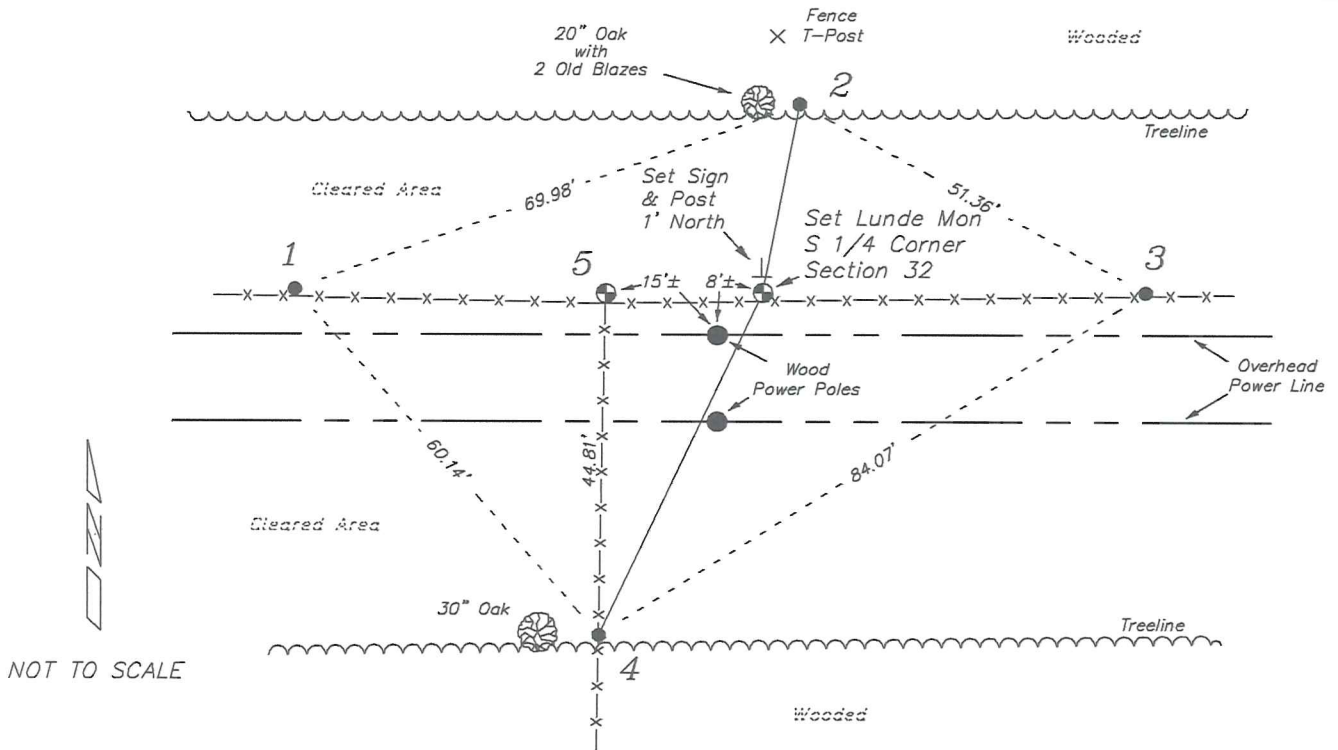 Fence
T-Post
20" Oak
with
2 Old Blazes
Wooded
2
Treeline
Cleared Area
69.98'
Set Sign
& Post
1' North
51.36'
Set Lunde Mon
S 1/4 Corner
Section 32
1
5
15'±
8'±
3
Wood
Power Poles
Overhead
Power Line
60.14'
44.81'
84.07'
N
Cleared Area
30" Oak
Treeline
4
NOT TO SCALE
Wooded